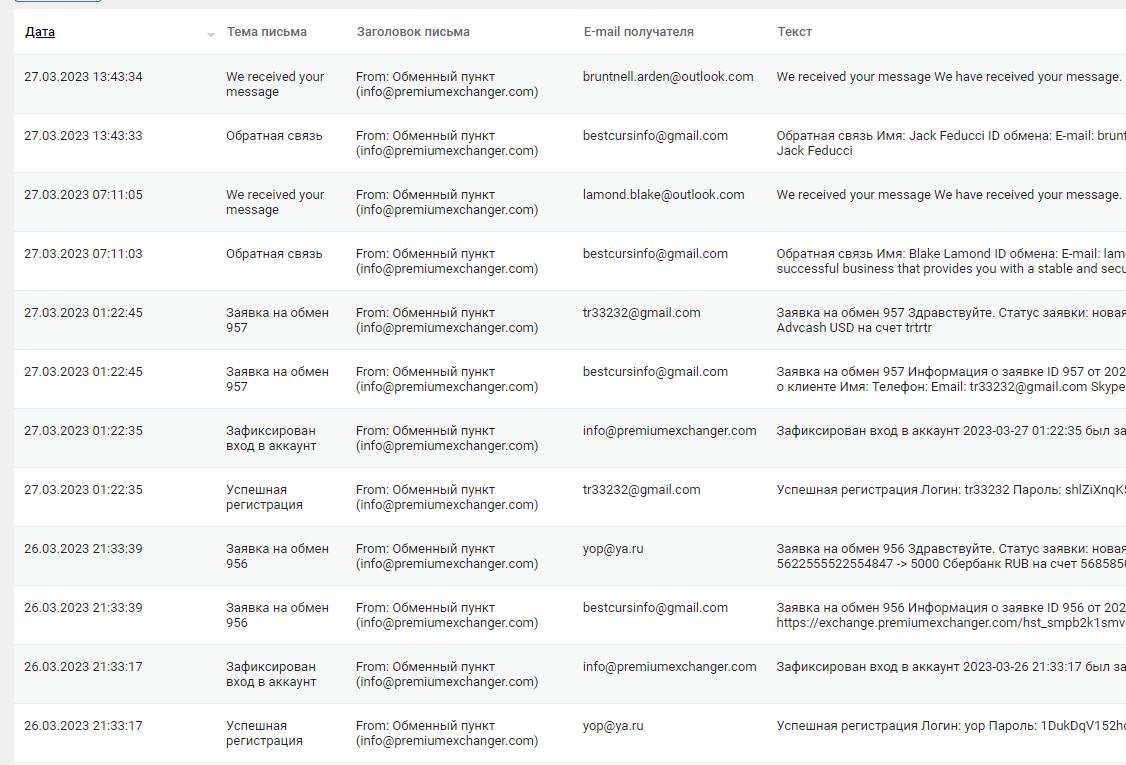 Дата Тема письма Заголовок письма E-mail получателя Текст
27.03.2023 13:43:34 We received your From: Обменный пункт bruntnell.arden@outlook.com We received your message We have received your message.
message (info@premiumexchanger.com)
27.03.2023 13:43:33 Обратная связь From: Обменный пункт bestcursinfo@gmail.com Обратная связь Имя: Jack Feducci ID обмена: E-mail: brunt
(info@premiumexchanger.com) Jack Feducci
27.03.2023 07:11:05 We received your From: Обменный пункт lamond.blake@outlook.com We received your message We have received your message.
message (info@premiumexchanger.com)
27.03.2023 07:11:03 Обратная связь From: Обменный пункт bestcursinfo@gmail.com Обратная связь Имя: Blake Lamond ID обмена: E-mail: lam
(info@premiumexchanger.com) successful business that provides you with a stable and secu
27.03.2023 01:22:45 Заявка на обмен From: Обменный пункт tr33232@gmail.com Заявка на обмен 957 Здравствуйте. Статус заявки: новая
957 (info@premiumexchanger.com) Advcash USD на счет trtrtr
27.03.2023 01:22:45 Заявка на обмен From: Обменный пункт bestcursinfo@gmail.com Заявка на обмен 957 Информация о заявке ID 957 от 202
957 (info@premiumexchanger.com) о клиенте Имя: Телефон: Email: tr33232@gmail.com Skype
27.03.2023 01:22:35 Зафиксирован From: Обменный пункт info@premiumexchanger.com Зафиксирован вход в аккаунт 2023-03-27 01:22:35 был за
вход в аккаунт (info@premiumexchanger.com)
27.03.2023 01:22:35 Успешная From: Обменный пункт tr33232@gmail.com Успешная регистрация Логин: tr33232 Пароль: shlZiXnqK5
регистрация (info@premiumexchanger.com)
26.03.2023 21:33:39 Заявка на обмен From: Обменный пункт yop@ya.ru Заявка на обмен 956 Здравствуйте. Статус заявки: новая
956 (info@premiumexchanger.com) 5622555522554847 -> 5000 Сбербанк RUB на счет 5685850
26.03.2023 21:33:39 Заявка на обмен From: Обменный пункт bestcursinfo@gmail.com Заявка на обмен 956 Информация о заявке ID 956 от 202
956 (info@premiumexchanger.com) https://exchange.premiumexchanger.com/hst_smpb2k1smv
26.03.2023 21:33:17 Зафиксирован From: Обменный пункт info@premiumexchanger.com Зафиксирован вход в аккаунт 2023-03-26 21:33:17 был за
вход в аккаунт (info@premiumexchanger.com)
26.03.2023 21:33:17 Успешная From: Обменный пункт yop@ya.ru Успешная регистрация Логин: yop Пароль: 1DukDqV152h
регистрация (info@premiumexchanger.com)